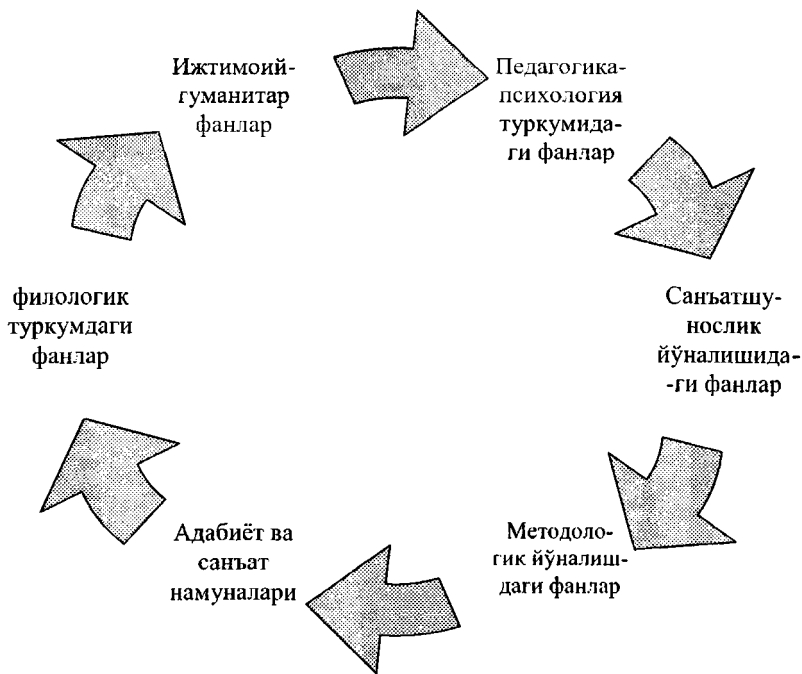 Ижтимоий-
гуманитар
фанлар
Педагогика-
психология
туркумида-
ги фанлар
Санъатшу-
нослик
йўналишида-
-ги фанлар
Методоло-
гик йўналиш-
даги фанлар
Адабиёт ва
санъат
намуналари
филологик
туркумдаги
фанлар